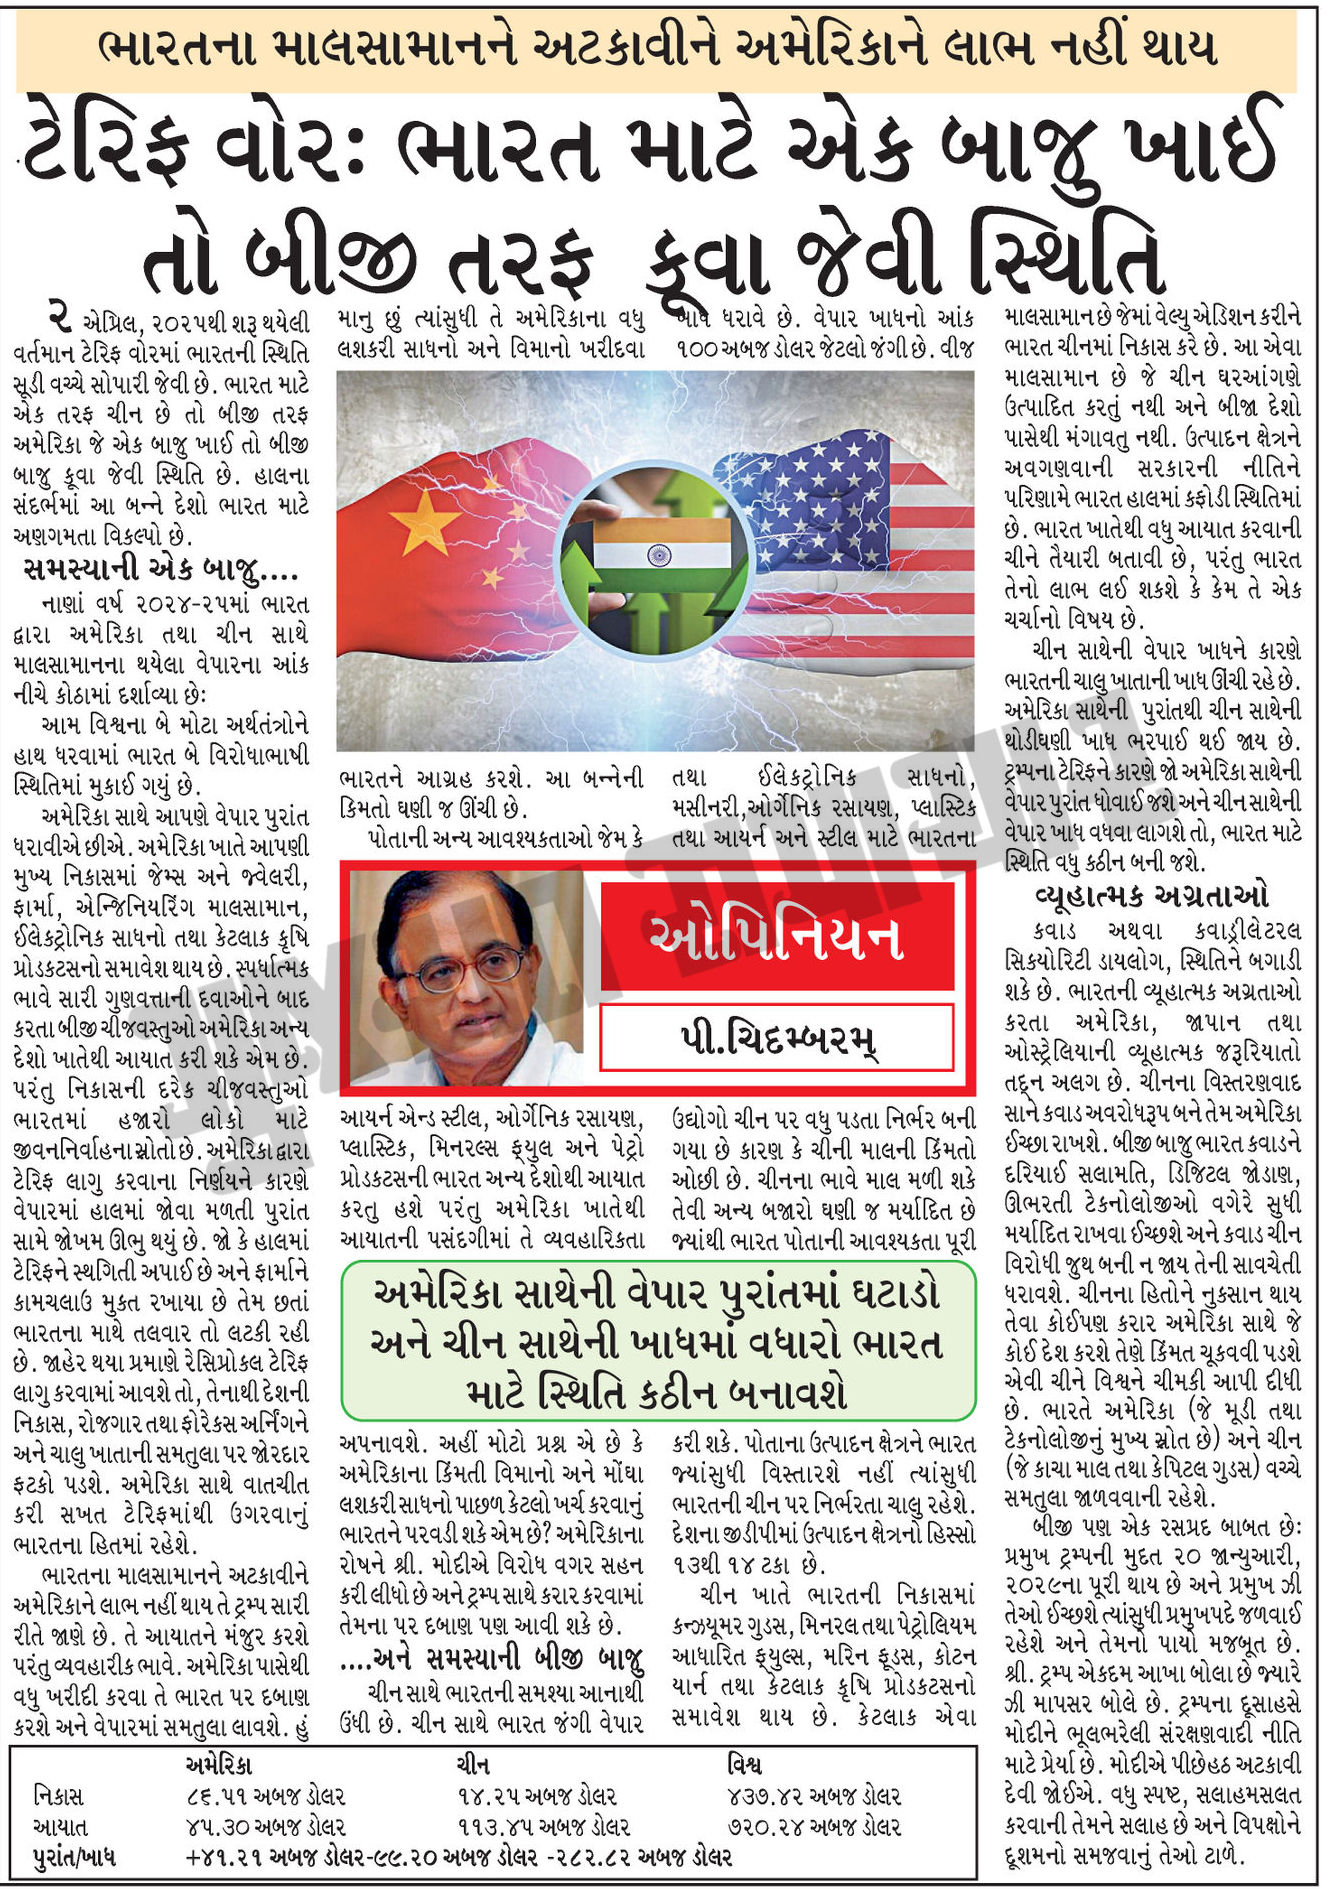 ભારતના માલસામાનને અટકાવીને અમેરિકાને લાભ નહીં થાય
ટેરિફ વોરઃ ભારત માટે એક બાજુ ખાઈ
તો બીજી તરફ કૂવા જેવી સ્થિતિ
ર એપ્રિલ, ૨૦૨૫થી શરૂ થયેલી
વર્તમાન ટેરિફ વોરમાં ભારતની સ્થિતિ
સૂડી વચ્ચે સોપારી જેવી છે. ભારત માટે
એક તરફ ચીન છે તો બીજી તરફ
અમેરિકા જે એક બાજુ ખાઈ તો બીજી
બાજુ કૂવા જેવી સ્થિતિ છે. હાલના
સંદર્ભમાં આ બન્ને દેશો ભારત માટે
અણગમતા વિકલ્પો છે.
સમસ્યાની એક બાજુ....
નાણાં વર્ષ ૨૦૨૪-૨૫માં ભારત
દ્વારા અમેરિકા તથા ચીન સાથે
માલસામાનના થયેલા વેપારના આંક
નીચે કોઠામાં દર્શાવ્યા છેઃ
આમ વિશ્વના બે મોટા અર્થતંત્રોને
હાથ ધરવામાં ભારત બે વિરોધાભાષી
સ્થિતિમાં મુકાઈ ગયું છે.
અમેરિકા સાથે આપણે વેપાર પુરાંત
ધરાવીએ છીએ. અમેરિકા ખાતે આપણી
મુખ્ય નિકાસમાં જેમ્સ અને જ્વેલરી,
ફાર્મા, એન્જિનિયરિંગ માલસામાન,
ઈલેકટ્રોનિક સાધનો તથા કેટલાક કૃષિ
પ્રોડકટસનો સમાવેશ થાય છે. સ્પર્ધાત્મક
ભાવે સારી ગુણવત્તાની દવાઓને બાદ
કરતા બીજી ચીજવસ્તુઓ અમેરિકા અન્ય
દેશો ખાતેથી આયાત કરી શકે એમ છે.
પરંતુ નિકાસની દરેક ચીજવસ્તુઓ
ભારતમાં હજારો લોકો માટે
જીવનનિર્વાહના સ્રોતો છે. અમેરિકા દ્વારા
ટેરિફ લાગુ કરવાના નિર્ણયને કારણે
વેપારમાં હાલમાં જોવા મળતી પુરાંત
સામે જોખમ ઊભુ થયું છે. જો કે હાલમાં
ટેરિફને સ્થગિતી અપાઈ છે અને ફાર્માને
કામચલાઉ મુકત રખાયા છે તેમ છતાં
ભારતના માથે તલવાર તો લટકી રહી
છે. જાહેર થયા પ્રમાણે રેસિપ્રોકલ ટેરિફ
લાગુ કરવામાં આવશે તો, તેનાથી દેશની
નિકાસ, રોજગાર તથા ફોરેકસ અર્નિંગને
અને ચાલુ ખાતાની સમતુલા પર જોરદાર
ફટકો પડશે. અમેરિકા સાથે વાતચીત
કરી સખત ટેરિફમાંથી ઉગરવાનું
ભારતના હિતમાં રહેશે.
ભારતના માલસામાનને અટકાવીને
અમેરિકાને લાભ નહીં થાય તે ટ્રમ્પ સારી
રીતે જાણે છે. તે આયાતને મંજુર કરશે
પરંતુ વ્યવહારીક ભાવે. અમેરિકા પાસેથી
વધુ ખરીદી કરવા તે ભારત પર દબાણ
કરશે અને વેપારમાં સમતુલા લાવશે. હું
માનુ છું ત્યાંસુધી તે અમેરિકાના વધુ
લશકરી સાધનો અને વિમાનો ખરીદવા
ભારતને આગ્રહ કરશે. આ બન્નેની
કિમતો ઘણી જ ઊંચી છે.
પોતાની અન્ય આવશ્યકતાઓ જેમ કે
ઓપિનિયન
પી.ચિદમ્બરમ્
આયર્ન એન્ડ સ્ટીલ, ઓર્ગેનિક રસાયણ,
પ્લાસ્ટિક, મિનરલ્સ ફયુલ અને પેટ્રો
પ્રોડકટસની ભારત અન્ય દેશોથી આયાત
કરતુ હશે પરંતુ અમેરિકા ખાતેથી
આયાતની પસંદગીમાં તે વ્યવહારિકતા
અમેરિકા સાથેની વેપાર પુરાંતમાં ઘટાડો
અને ચીન સાથેની ખાધમાં વધારો ભારત
માટે સ્થિતિ કઠીન બનાવશે
અપનાવશે. અહીં મોટો પ્રશ્ન એ છે કે
અમેરિકાના કિંમતી વિમાનો અને મોંઘા
લશકરી સાધનો પાછળ કેટલો ખર્ચ કરવાનું
ભારતને પરવડી શકે એમ છે? અમેરિકાના
રોષને શ્રી. મોદીએ વિરોધ વગર સહન
કરી લીધો છે અને ટ્રમ્પ સાથે કરાર કરવામાં
તેમના પર દબાણ પણ આવી શકે છે.
....અને સમસ્યાની બીજી બાજુ
ચીન સાથે ભારતની સમશ્યા આનાથી
ઉંધી છે. ચીન સાથે ભારત જંગી વેપાર
ખાધ ધરાવે છે. વેપાર ખાધનો આંક
૧૦૦ અબજ ડોલર જેટલો જંગી છે. વીજ
તથા ઈલેકટ્રોનિક સાધનો,
મસીનરી,ઓર્ગેનિક રસાયણ, પ્લાસ્ટિક
તથા આયર્ન અને સ્ટીલ માટે ભારતના
ઉદ્યોગો ચીન પર વધુ પડતા નિર્ભર બની
ગયા છે કારણ કે ચીની માલની કિંમતો
ઓછી છે. ચીનના ભાવે માલ મળી શકે
તેવી અન્ય બજારો ઘણી જ મર્યાદિત છે
જ્યાંથી ભારત પોતાની આવશ્યકતા પૂરી
કરી શકે. પોતાના ઉત્પાદન ક્ષેત્રને ભારત
જ્યાંસુધી વિસ્તારશે નહીં ત્યાંસુધી
ભારતની ચીન પર નિર્ભરતા ચાલુ રહેશે.
દેશના જીડીપીમાં ઉત્પાદન ક્ષેત્રનો હિસ્સો
૧૩થી ૧૪ ટકા છે.
ચીન ખાતે ભારતની નિકાસમાં
કન્ઝયૂમર ગુડસ, મિનરલ તથા પેટ્રોલિયમ
આધારિત ફયુલ્સ, મરિન ફૂડસ, કોટન
યાર્ન તથા કેટલાક કૃષિ પ્રોડકટસનો
સમાવેશ થાય છે. કેટલાક એવા
માલસામાન છે જેમાં વેલ્યુ એડિશન કરીને
ભારત ચીનમાં નિકાસ કરે છે. આ એવા
માલસામાન છે જે ચીન ઘરઆંગણે
ઉત્પાદિત કરતું નથી અને બીજા દેશો
પાસેથી મંગાવતુ નથી. ઉત્પાદન ક્ષેત્રને
અવગણવાની સરકારની નીતિને
પરિણામે ભારત હાલમાં કફોડી સ્થિતિમાં
છે. ભારત ખાતેથી વધુ આયાત કરવાની
ચીને તૈયારી બતાવી છે, પરંતુ ભારત
તેનો લાભ લઈ શકશે કે કેમ તે એક
ચર્ચાનો વિષય છે.
ચીન સાથેની વેપાર ખાધને કારણે
ભારતની ચાલુ ખાતાની ખાધ ઊંચી રહે છે.
અમેરિકા સાથેની પુરાંતથી ચીન સાથેની
થોડીઘણી ખાધ ભરપાઈ થઈ જાય છે.
ટ્રમ્પના ટેરિફને કારણે જો અમેરિકા સાથેની
વેપાર પુરાંત ધોવાઈ જશે અને ચીન સાથેની
વેપાર ખાધ વધવા લાગશે તો, ભારત માટે
સ્થિતિ વધુ કઠીન બની જશે.
વ્યૂહાત્મક અગ્રતાઓ
કવાડ અથવા કવાડ્રીલેટરલ
સિકયોરિટી ડાયલોગ, સ્થિતિને બગાડી
શકે છે. ભારતની વ્યૂહાત્મક અગ્રતાઓ
કરતા અમેરિકા, જાપાન તથા
ઓસ્ટ્રેલિયાની વ્યૂહાત્મક જરૂરિયાતો
તદ્દન અલગ છે. ચીનના વિસ્તરણવાદ
સાને કવાડ અવરોધરૂપ બને તેમ અમેરિકા
ઈચ્છા રાખશે. બીજી બાજુ ભારત કવાડને
દરિયાઈ સલામતિ, ડિજિટલ જોડાણ,
ઊભરતી ટેકનોલોજીઓ વગેરે સુધી
મર્યાદિત રાખવા ઈચ્છશે અને કવાડ ચીન
વિરોધી જુથ બની ન જાય તેની સાવચેતી
ધરાવશે. ચીનના હિતોને નુકસાન થાય
તેવા કોઈપણ કરાર અમેરિકા સાથે જે
કોઈ દેશ કરશે તેણે કિંમત ચૂકવવી પડશે
એવી ચીને વિશ્વને ચીમકી આપી દીધી
છે. ભારતે અમેરિકા (જે મૂડી તથા
ટેકનોલોજીનું મુખ્ય સ્રોત છે) અને ચીન
(જે કાચા માલ તથા કેપિટલ ગુડસ) વચ્ચે
સમતુલા જાળવવાની રહેશે.
બીજી પણ એક રસપ્રદ બાબત છેઃ
પ્રમુખ ટ્રમ્પની મુદત ૨૦ જાન્યુઆરી,
૨૦૨૯ના પૂરી થાય છે અને પ્રમુખ ઝી
તેઓ ઈચ્છશે ત્યાંસુધી પ્રમુખપદે જળવાઈ
રહેશે અને તેમનો પાયો મજબૂત છે.
શ્રી. ટ્રમ્પ એકદમ આખા બોલા છે જ્યારે
ઝી માપસર બોલે છે. ટ્રમ્પના દૂસાહસે
મોદીને ભૂલભરેલી સંરક્ષણવાદી નીતિ
માટે પ્રેર્યા છે. મોદીએ પીછેહઠ અટકાવી
દેવી જોઈએ. વધુ સ્પષ્ટ, સલાહમસલત
કરવાની તેમને સલાહ છે અને વિપક્ષોને
દૂશમનો સમજવાનું તેઓ ટાળે.
અમેરિકા ચીન વિશ્વ
નિકાસ ૮૬.૫૧ અબજ ડોલર ૧૪.૨૫ અબજ ડોલર ૪૩૭.૪૨ અબજ ડોલર
આયાત ૪૫.૩૦ અબજ ડોલર ૧૧૩.૪૫ અબજ ડોલર ૭૨૦.૨૪ અબજ ડોલર
પુરાંત/ખાધ +૪૧.૨૧ અબજ ડોલર-૯૯.૨૦ અબજ ડોલર -૨૮૨.૮૨ અબજ ડોલર